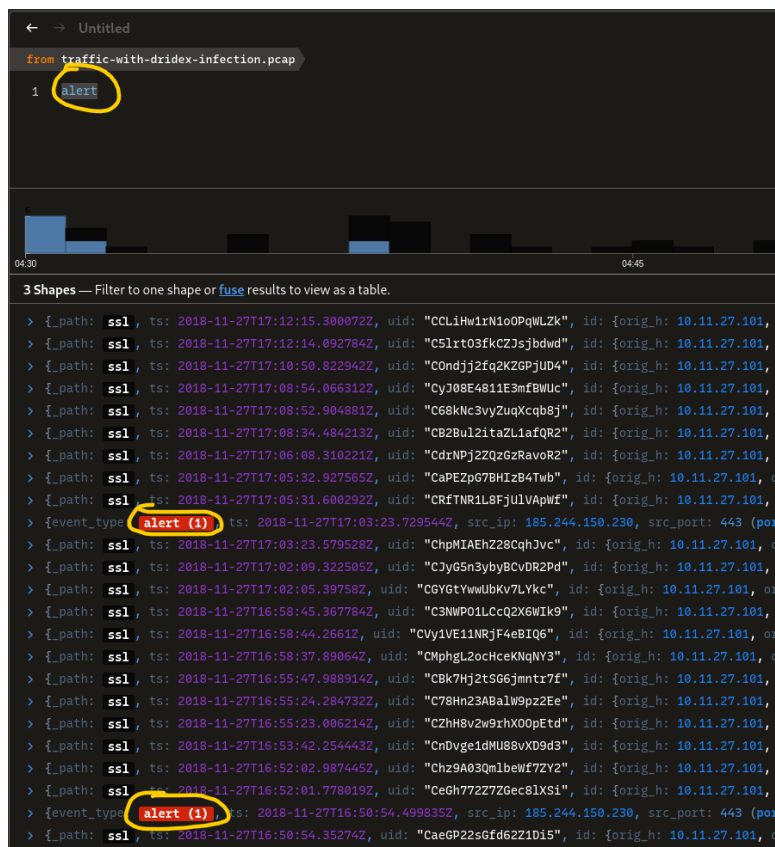 ← → Untitled
from traffic-with-dridex-infection.pcap
1 alert
6
04:30 04:45
3 Shapes — Filter to one shape or fuse results to view as a table.
> {_path: ssl, ts: 2018-11-27T17:12:15.300072Z, uid: "CCLiHw1rN1oOPqWLZk", id: {orig_h: 10.11.27.101,
> {_path: ssl, ts: 2018-11-27T17:12:14.092784Z, uid: "C5lrtO3fkCZJsjbdwd", id: {orig_h: 10.11.27.101,
> {_path: ssl, ts: 2018-11-27T17:10:50.822942Z, uid: "COndjj2fq2KZGPjUD4", id: {orig_h: 10.11.27.101,
> {_path: ssl, ts: 2018-11-27T17:08:54.066312Z, uid: "CyJ08E4811E3mfBWUc", id: {orig_h: 10.11.27.101,
> {_path: ssl, ts: 2018-11-27T17:08:52.904881Z, uid: "C68kNc3vyZuqXcqb8j", id: {orig_h: 10.11.27.101,
> {_path: ssl, ts: 2018-11-27T17:08:34.484213Z, uid: "CB2Bul2itaZL1afQR2", id: {orig_h: 10.11.27.101,
> {_path: ssl, ts: 2018-11-27T17:06:08.310221Z, uid: "CdrNPj2ZQzGzRavoR2", id: {orig_h: 10.11.27.101,
> {_path: ssl, ts: 2018-11-27T17:05:32.927565Z, uid: "CaPEZpG7BHIzB4Twb", id: {orig_h: 10.11.27.101,
> {_path: ssl, ts: 2018-11-27T17:05:31.600292Z, uid: "CRfTNR1L8FjUlVApWf", id: {orig_h: 10.11.27.101,
> {event_type alert (1), ts: 2018-11-27T17:03:23.729544Z, src_ip: 185.244.150.230, src_port: 443 (por
> {_path: ssl, ts: 2018-11-27T17:03:23.579528Z, uid: "ChpMIAEhZ28CqhJvc", id: {orig_h: 10.11.27.101,
> {_path: ssl, ts: 2018-11-27T17:02:09.322505Z, uid: "CJyG5n3ybyBCvDR2Pd", id: {orig_h: 10.11.27.101,
> {_path: ssl, ts: 2018-11-27T17:02:05.39758Z, uid: "CGYGtYwwUbKv7LYkc", id: {orig_h: 10.11.27.101, or
> {_path: ssl, ts: 2018-11-27T16:58:45.367784Z, uid: "C3NWPO1LCcQ2X6WIk9", id: {orig_h: 10.11.27.101,
> {_path: ssl, ts: 2018-11-27T16:58:44.2661Z, uid: "CVy1VE11NRjF4eBIQ6", id: {orig_h: 10.11.27.101, or
> {_path: ssl, ts: 2018-11-27T16:58:37.89064Z, uid: "CMphgL2ocHceKNqNY3", id: {orig_h: 10.11.27.101,
> {_path: ssl, ts: 2018-11-27T16:55:47.988914Z, uid: "CBk7Hj2tSG6jmntr7f", id: {orig_h: 10.11.27.101,
> {_path: ssl, ts: 2018-11-27T16:55:24.284732Z, uid: "C78Hn23ABalW9pz2Ee", id: {orig_h: 10.11.27.101,
> {_path: ssl, ts: 2018-11-27T16:55:23.006214Z, uid: "CZhH8v2w9rhXOOpEtd", id: {orig_h: 10.11.27.101,
> {_path: ssl, ts: 2018-11-27T16:53:42.254443Z, uid: "CnDvge1dMU88vXD9d3", id: {orig_h: 10.11.27.101,
> {_path: ssl, ts: 2018-11-27T16:52:02.987445Z, uid: "Chz9A03QmlbeWf7ZY2", id: {orig_h: 10.11.27.101,
> {_path: ssl, ts: 2018-11-27T16:52:01.778019Z, uid: "CeGh772Z7ZGec8lXSi", id: {orig_h: 10.11.27.101,
> {event_type alert (1), ts: 2018-11-27T16:50:54.499835Z, src_ip: 185.244.150.230, src_port: 443 (por
> {_path: ssl, ts: 2018-11-27T16:50:54.35274Z, uid: "CaeGP22sGfd62Z1Di5", id: {orig_h: 10.11.27.101,